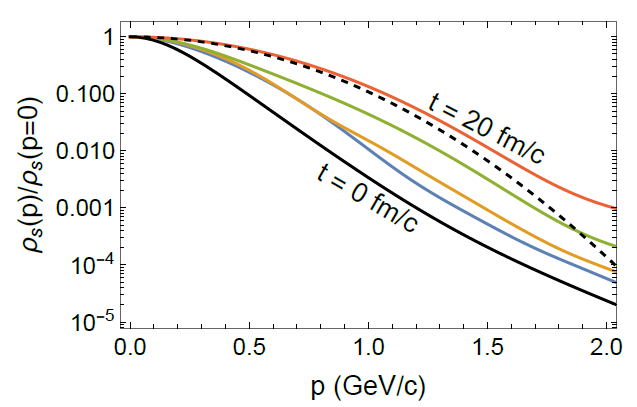 1
0.100
0.010
0.001
10⁻⁴
10⁻⁵
ρₛ(p)/ρₛ(p=0)
t = 20 fm/c
t = 0 fm/c
0.0 0.5 1.0 1.5 2.0
p (GeV/c)